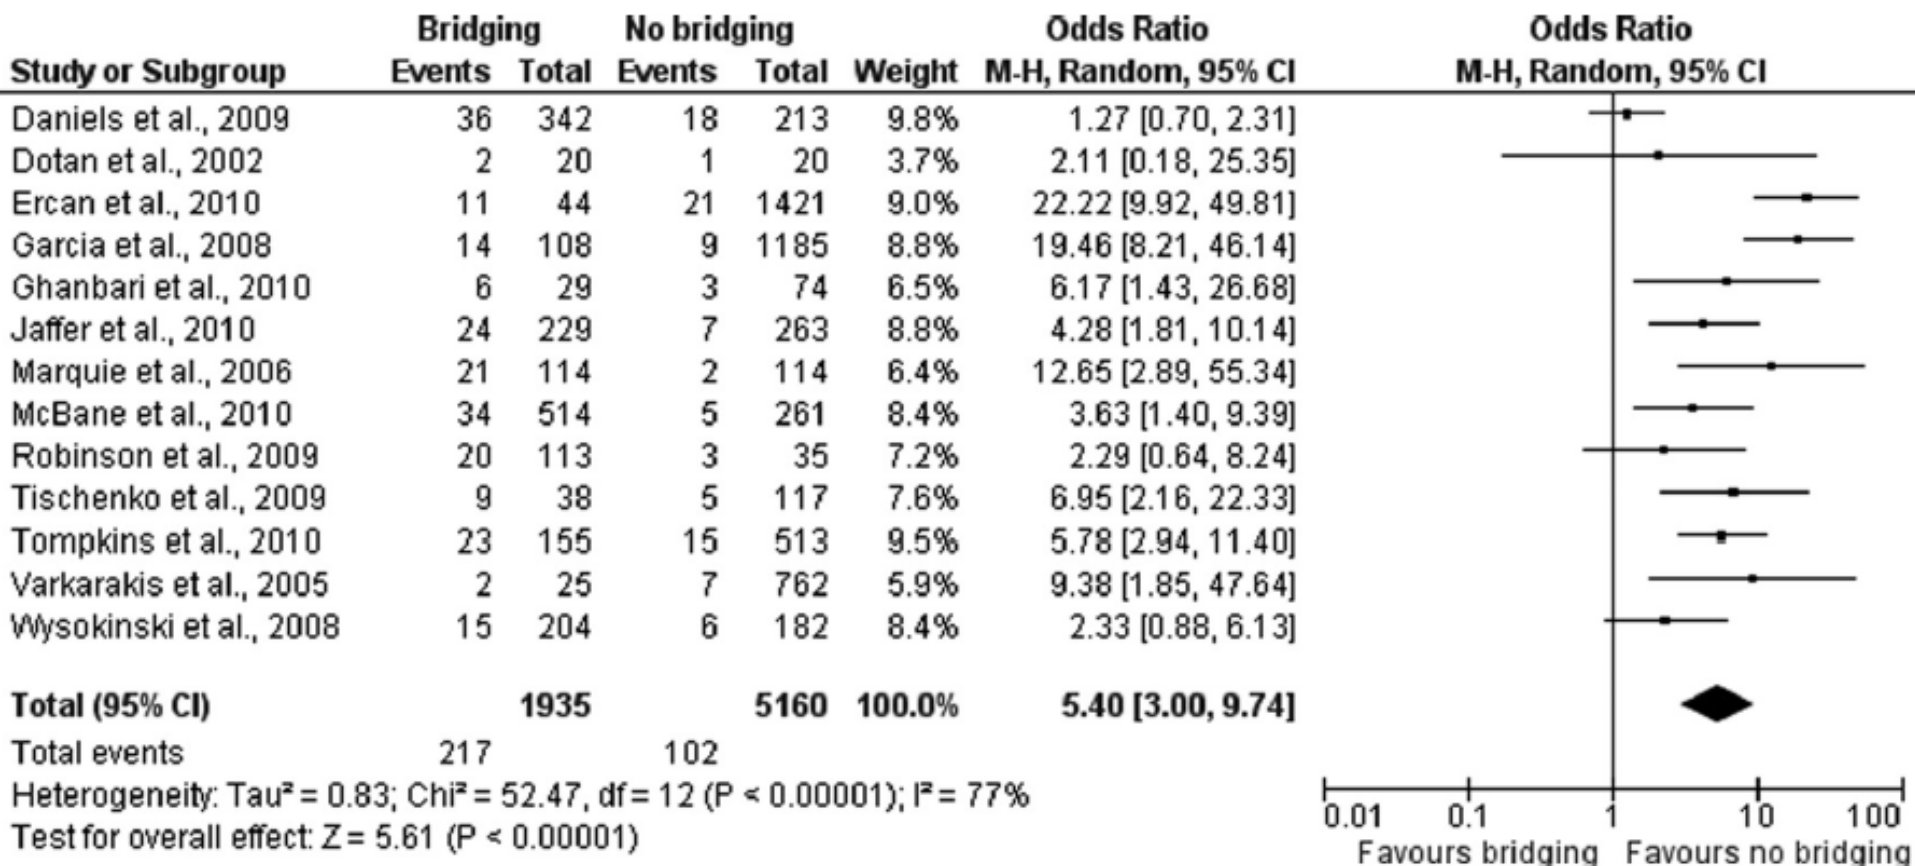 Bridging No bridging Odds Ratio Odds Ratio
Study or Subgroup Events Total Events Total Weight M-H, Random, 95% CI M-H, Random, 95% CI
Daniels et al., 2009 36 342 18 213 9.8% 1.27 [0.70, 2.31]
Dotan et al., 2002 2 20 1 20 3.7% 2.11 [0.18, 25.35]
Ercan et al., 2010 11 44 21 1421 9.0% 22.22 [9.92, 49.81]
Garcia et al., 2008 14 108 9 1185 8.8% 19.46 [8.21, 46.14]
Ghanbari et al., 2010 6 29 3 74 6.5% 6.17 [1.43, 26.68]
Jaffer et al., 2010 24 229 7 263 8.8% 4.28 [1.81, 10.14]
Marquie et al., 2006 21 114 2 114 6.4% 12.65 [2.89, 55.34]
McBane et al., 2010 34 514 5 261 8.4% 3.63 [1.40, 9.39]
Robinson et al., 2009 20 113 3 35 7.2% 2.29 [0.64, 8.24]
Tischenko et al., 2009 9 38 5 117 7.6% 6.95 [2.16, 22.33]
Tompkins et al., 2010 23 155 15 513 9.5% 5.78 [2.94, 11.40]
Varkarakis et al., 2005 2 25 7 762 5.9% 9.38 [1.85, 47.64]
Wysokinski et al., 2008 15 204 6 182 8.4% 2.33 [0.88, 6.13]
Total (95% CI) 1935 5160 100.0% 5.40 [3.00, 9.74]
Total events 217 102
Heterogeneity: Tau² = 0.83; Chi² = 52.47, df = 12 (P < 0.00001); I² = 77%
Test for overall effect: Z = 5.61 (P < 0.00001)
0.01 0.1 1 10 100
Favours bridging Favours no bridging